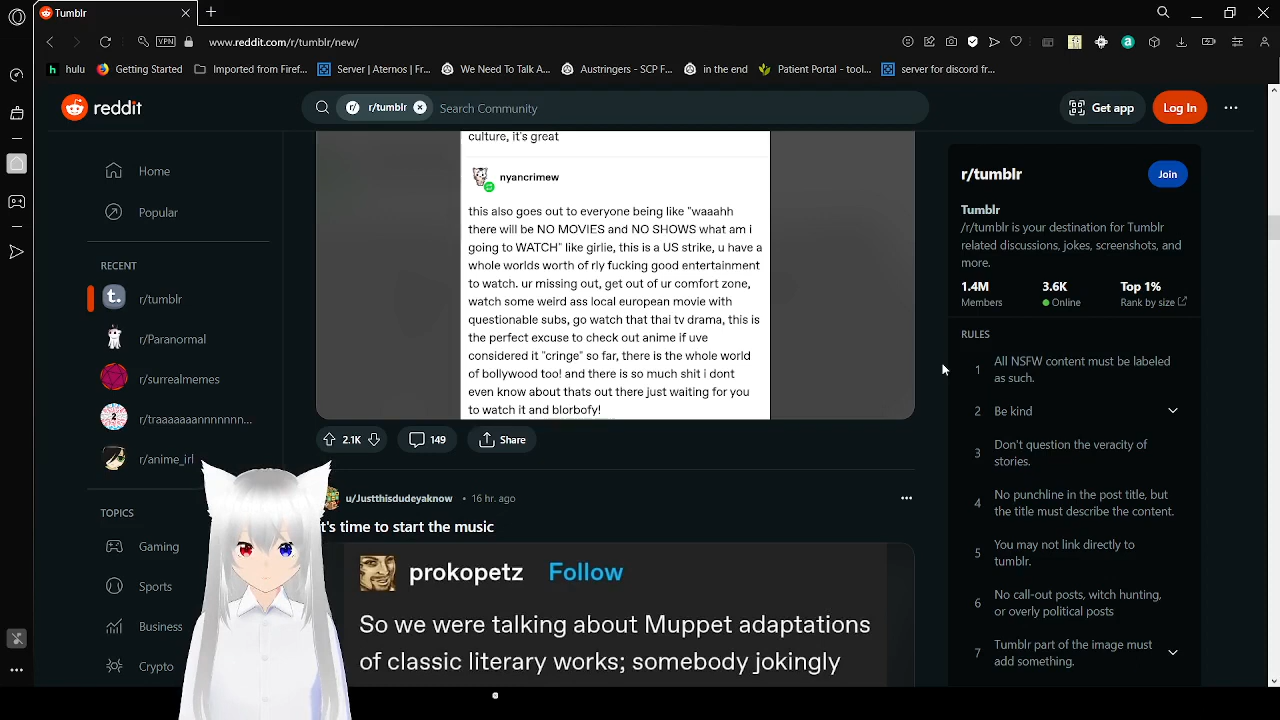 Tumblr
www.reddit.com/r/tumblr/new/
VPN
hulu
Getting Started
Imported from Firef...
Server | Aternos | Fr...
We Need To Talk A...
Austringers - SCP F...
in the end
Patient Portal - tool...
server for discord fr...
reddit
r/tumblr
Search Community
Get app
Log In
Home
Popular
RECENT
r/tumblr
r/Paranormal
r/surrealmemes
r/traaaaaaannnnnnn...
r/anime_irl
TOPICS
Gaming
Sports
Business
Crypto
culture, it's great
nyancrimew
this also goes out to everyone being like "waaahh
there will be NO MOVIES and NO SHOWS what am i
going to WATCH" like girlie, this is a US strike, u have a
whole worlds worth of rly fucking good entertainment
to watch. ur missing out, get out of ur comfort zone,
watch some weird ass local european movie with
questionable subs, go watch that thai tv drama, this is
the perfect excuse to check out anime if uve
considered it "cringe" so far, there is the whole world
of bollywood too! and there is so much shit i dont
even know about thats out there just waiting for you
to watch it and blorbofy!
2.1K
149
Share
u/Justthisdudeyaknow • 16 hr. ago
It's time to start the music
prokopetz Follow
So we were talking about Muppet adaptations
of classic literary works; somebody jokingly
r/tumblr
Join
Tumblr
/r/tumblr is your destination for Tumblr
related discussions, jokes, screenshots, and
more.
1.4M 3.6K Top 1%
Members Online Rank by size
RULES
1 All NSFW content must be labeled
as such.
2 Be kind
3 Don't question the veracity of
stories.
4 No punchline in the post title, but
the title must describe the content.
5 You may not link directly to
tumblr.
6 No call-out posts, witch hunting,
or overly political posts
7 Tumblr part of the image must
add something.